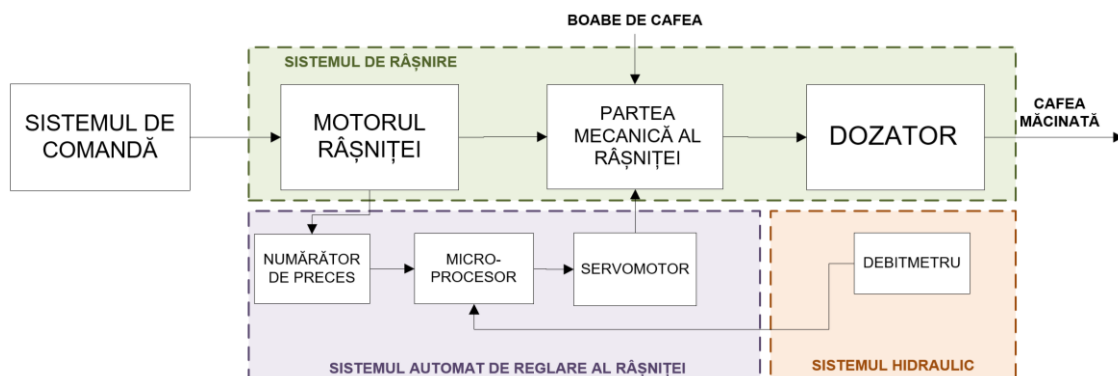 BOABE DE CAFEA
SISTEMUL DE RÂȘNIRE
SISTEMUL DE
COMANDĂ
MOTORUL
RÂȘNIȚEI
PARTEA
MECANICĂ AL
RÂȘNIȚEI
DOZATOR
CAFEA
MĂCINATĂ
NUMĂRĂTOR
DE PRECES
MICRO-
PROCESOR
SERVOMOTOR
DEBITMETRU
SISTEMUL AUTOMAT DE REGLARE AL RÂȘNIȚEI
SISTEMUL HIDRAULIC